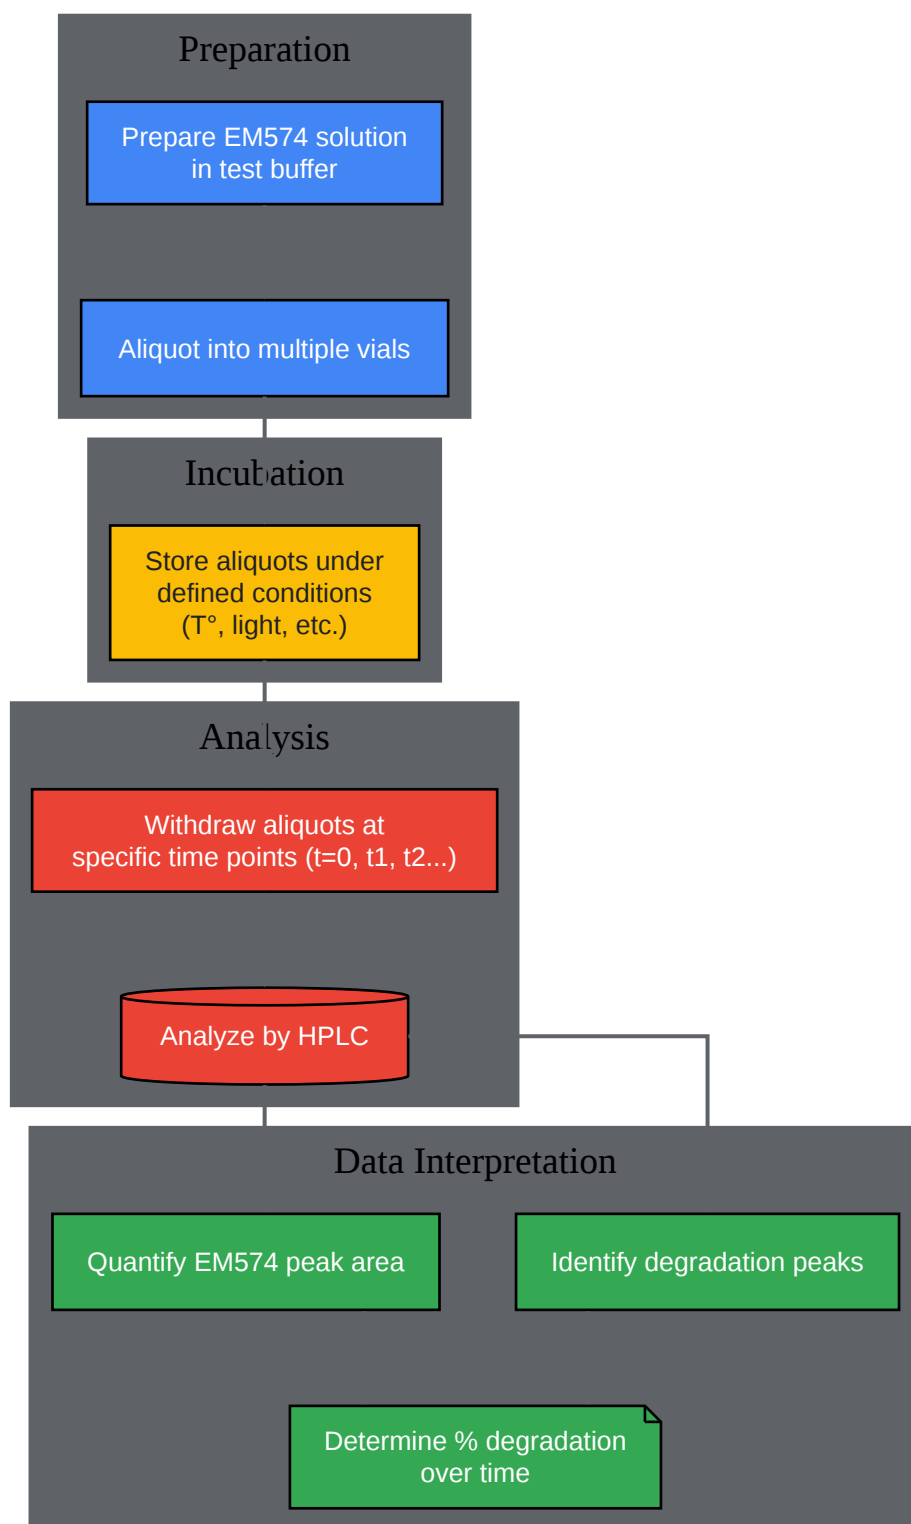 Preparation
Prepare EM574 solution
in test buffer
Aliquot into multiple vials
Incubation
Store aliquots under
defined conditions
(T°, light, etc.)
Analysis
Withdraw aliquots at
specific time points (t=0, t1, t2...)
Analyze by HPLC
Data Interpretation
Quantify EM574 peak area
Identify degradation peaks
Determine % degradation
over time